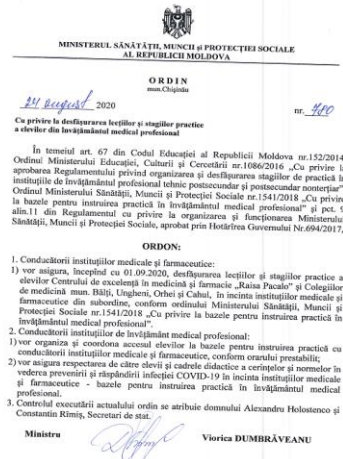 MINISTERUL SĂNĂTĂȚII, MUNCII și PROTECȚIEI SOCIALE
AL REPUBLICII MOLDOVA
ORDIN
mun.Chișinău
24 august 2020
nr. 780
Cu privire la desfășurarea lecțiilor și stagiilor practice
a elevilor din învățământul medical profesional
În temeiul art. 67 din Codul Educației al Republicii Moldova nr.152/2014,
Ordinul Ministerului Educației, Culturii și Cercetării nr.1086/2016 „Cu privire la
aprobarea Regulamentului privind organizarea și desfășurarea stagiilor de practică în
instituțiile de învățământ profesional tehnic postsecundar și postsecundar nonterțiar”
Ordinul Ministerului Sănătății, Muncii și Protecției Sociale nr.1541/2018 „Cu privire
la bazele pentru instruirea practică în învățământul medical profesional” și pct. 9
alin.11 din Regulamentul cu privire la organizarea și funcționarea Ministerului
Sănătății, Muncii și Protecției Sociale, aprobat prin Hotărîrea Guvernului Nr.694/2017,
ORDON:
1. Conducătorii instituțiilor medicale și farmaceutice:
1) vor asigura, începînd cu 01.09.2020, desfășurarea lecțiilor și stagiilor practice a
elevilor Centrului de excelență în medicină și farmacie „Raisa Pacalo” și Colegiilor
de medicină mun. Bălți, Ungheni, Orhei și Cahul, în incinta instituțiilor medicale și
farmaceutice din subordine, conform ordinului Ministerului Sănătății, Muncii și
Protecției Sociale nr.1541/2018 „Cu privire la bazele pentru instruirea practică în
învățământul medical profesional”.
2. Conducătorii instituțiilor de învățământ medical profesional:
1) vor organiza și coordona accesul elevilor la bazele pentru instruirea practică cu
conducătorii instituțiilor medicale și farmaceutice, conform orarului prestabilit;
2) vor asigura respectarea de către elevii și cadrele didactice a cerințelor și normelor în
vederea prevenirii și răspândirii infecției COVID-19 în incinta instituțiilor medicale
și farmaceutice - bazele pentru instruirea practică în învățământul medical
profesional.
3. Controlul executării actualului ordin se atribuie domnului Alexandru Holostenco și
Constantin Rîmiș, Secretari de stat.
Ministru
Viorica DUMBRĂVEANU